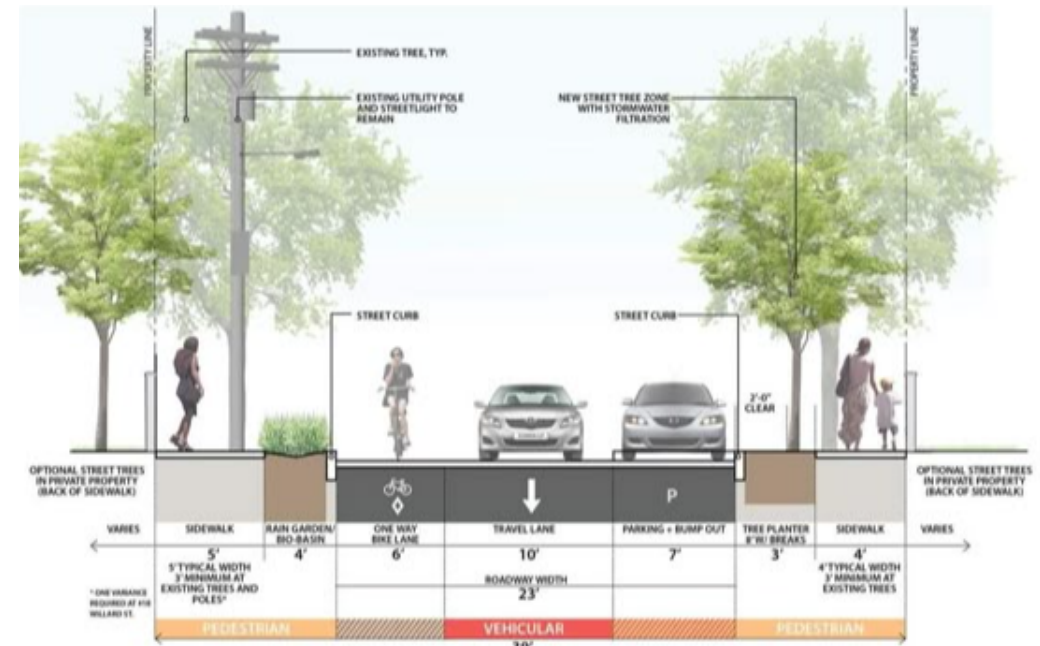 PROPERTY LINE
EXISTING TREE, TYP.
EXISTING UTILITY POLE
AND STREETLIGHT TO
REMAIN
NEW STREET TREE ZONE
WITH STORMWATER
FILTRATION
PROPERTY LINE
STREET CURB
STREET CURB
2'-0"
CLEAR
OPTIONAL STREET TREES
IN PRIVATE PROPERTY
(BACK OF SIDEWALK)
P
OPTIONAL STREET TREES
IN PRIVATE PROPERTY
(BACK OF SIDEWALK)
VARIES
SIDEWALK
RAIN GARDEN/
BIO-BASIN
ONE WAY
BIKE LANE
TRAVEL LANE
PARKING + BUMP OUT
TREE PLANTER
8" W/ BREAKS
SIDEWALK
VARIES
5'
4'
6'
10'
7'
3'
4'
5' TYPICAL WIDTH
3' MINIMUM AT
EXISTING TREES AND
POLES*
ROADWAY WIDTH
23'
4' TYPICAL WIDTH
3' MINIMUM AT
EXISTING TREES
* ONE VARIANCE
REQUIRED AT
WILLARD ST.
PEDESTRIAN
VEHICULAR
PEDESTRIAN